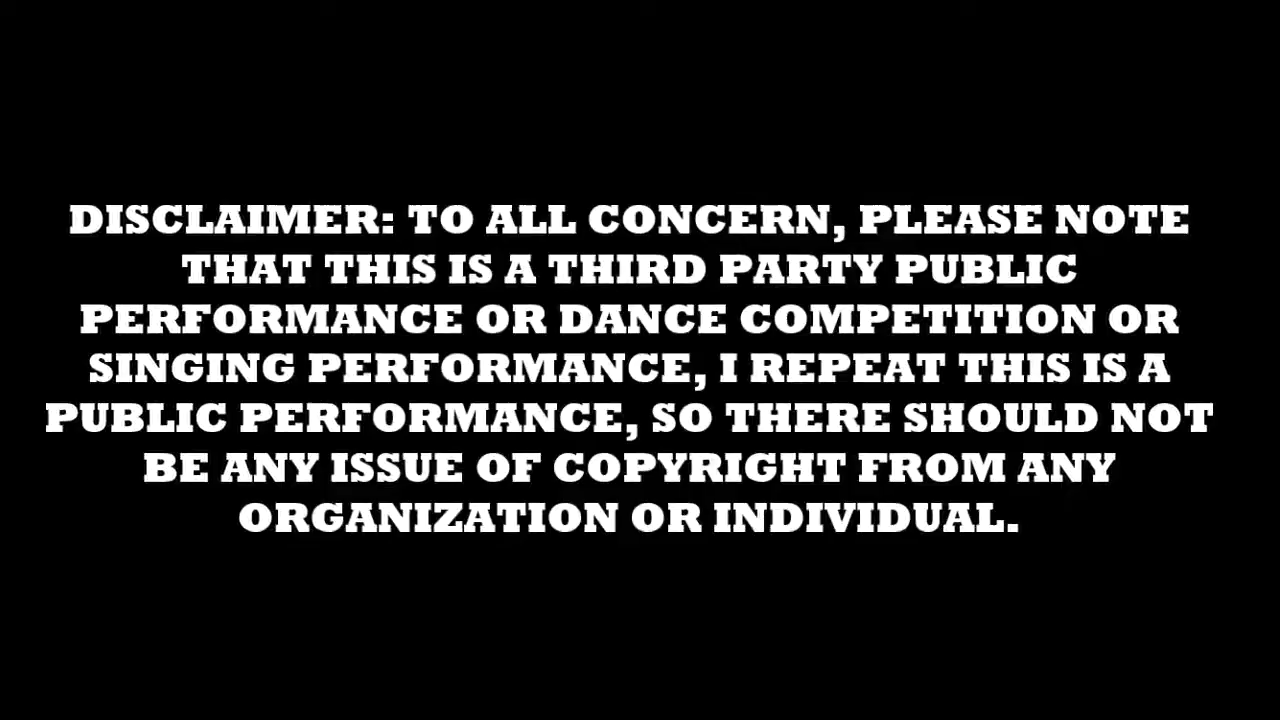 DISCLAIMER: TO ALL CONCERN, PLEASE NOTE
THAT THIS IS A THIRD PARTY PUBLIC
PERFORMANCE OR DANCE COMPETITION OR
SINGING PERFORMANCE, I REPEAT THIS IS A
PUBLIC PERFORMANCE, SO THERE SHOULD NOT
BE ANY ISSUE OF COPYRIGHT FROM ANY
ORGANIZATION OR INDIVIDUAL.